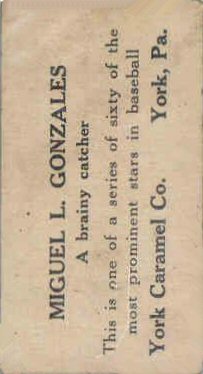 MIGUEL L. GONZALES
A brainy catcher
This is one of a series of sixty of the
most prominent stars in baseball
York Caramel Co. York, Pa.